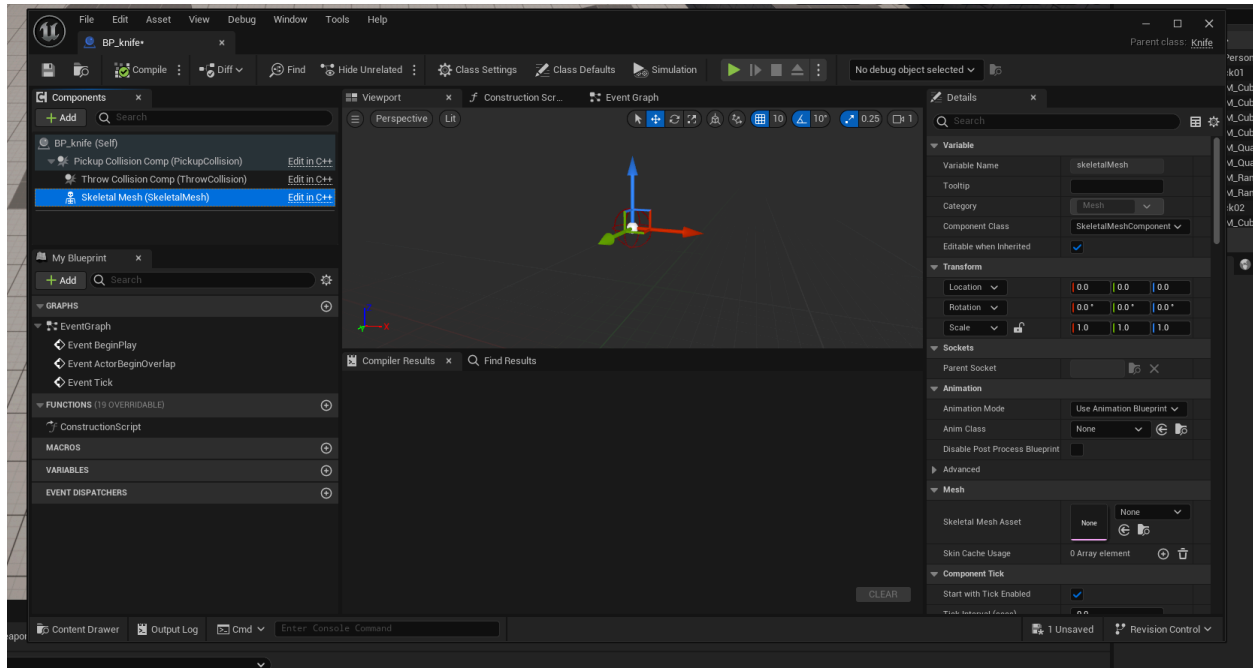 File Edit Asset View Debug Window Tools Help
BP_knife•
Parent class: Knife
Compile Diff Find Hide Unrelated Class Settings Class Defaults Simulation No debug object selected
Components
Add Search
BP_knife (Self)
Pickup Collision Comp (PickupCollision) Edit in C++
Throw Collision Comp (ThrowCollision) Edit in C++
Skeletal Mesh (SkeletalMesh) Edit in C++
My Blueprint
Add Search
GRAPHS
EventGraph
Event BeginPlay
Event ActorBeginOverlap
Event Tick
FUNCTIONS (19 OVERRIDABLE)
ConstructionScript
MACROS
VARIABLES
EVENT DISPATCHERS
Viewport Construction Scr... Event Graph
Perspective Lit 10 10° 0.25 1
Z
X
Compiler Results Find Results
CLEAR
Details
Search
Variable
Variable Name skeletalMesh
Tooltip
Category Mesh
Component Class SkeletalMeshComponent
Editable when Inherited
Transform
Location 0.0 0.0 0.0
Rotation 0.0° 0.0° 0.0°
Scale 1.0 1.0 1.0
Sockets
Parent Socket
Animation
Animation Mode Use Animation Blueprint
Anim Class None
Disable Post Process Blueprint
Advanced
Mesh
Skeletal Mesh Asset None None
Skin Cache Usage 0 Array element
Component Tick
Start with Tick Enabled
Tick Interval (secs) 0.0
Content Drawer Output Log Cmd Enter Console Command 1 Unsaved Revision Control